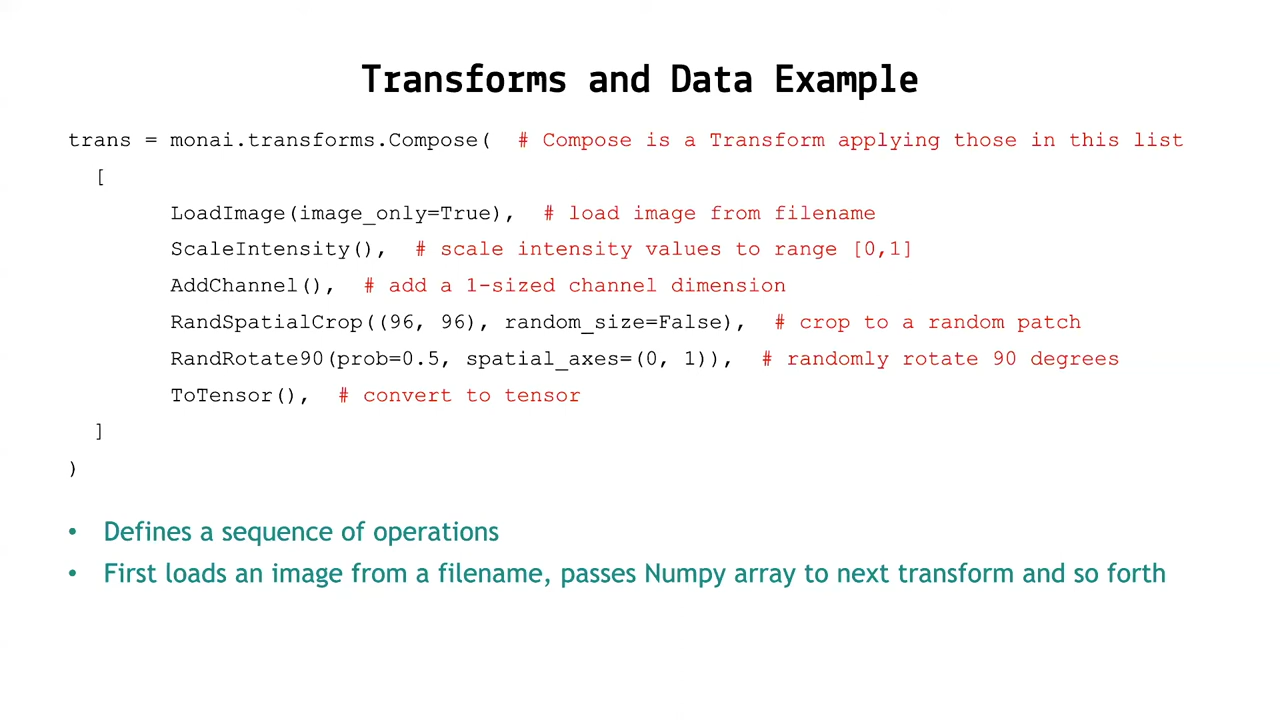 Transforms and Data Example
trans = monai.transforms.Compose(  # Compose is a Transform applying those in this list
[
LoadImage(image_only=True),  # load image from filename
ScaleIntensity(),  # scale intensity values to range [0,1]
AddChannel(),  # add a 1-sized channel dimension
RandSpatialCrop((96, 96), random_size=False),  # crop to a random patch
RandRotate90(prob=0.5, spatial_axes=(0, 1)),  # randomly rotate 90 degrees
ToTensor(),  # convert to tensor
]
)
• Defines a sequence of operations
• First loads an image from a filename, passes Numpy array to next transform and so forth